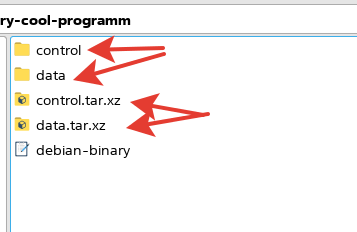 ry-cool-programm
control
data
control.tar.xz
data.tar.xz
debian-binary